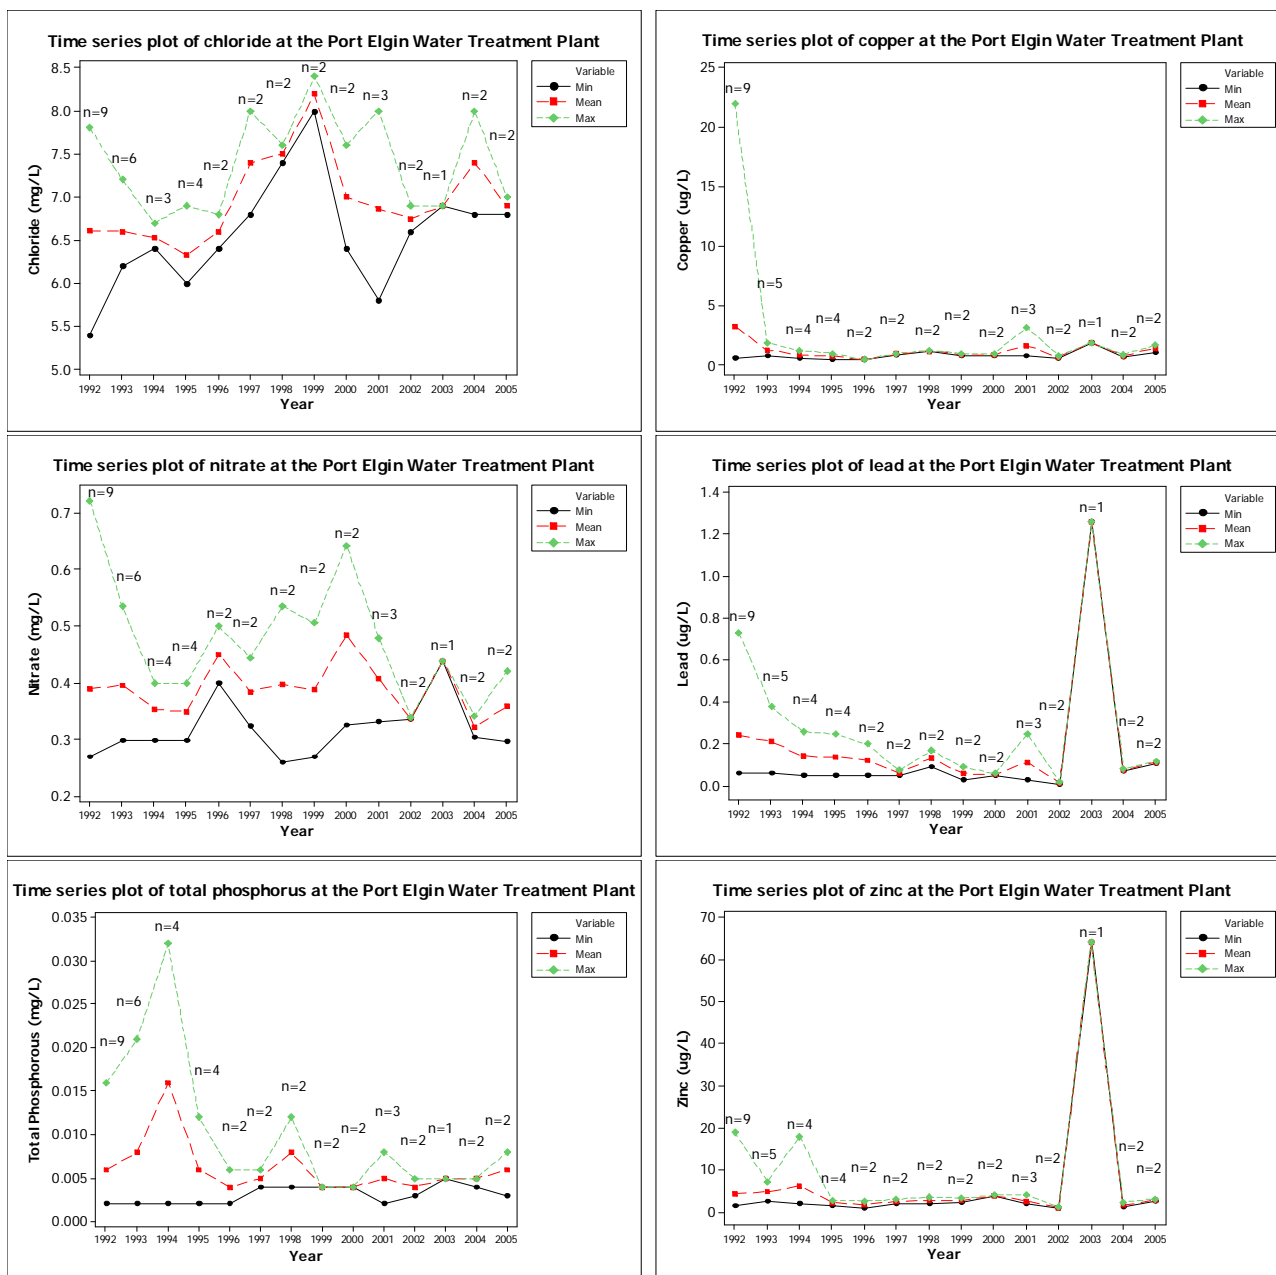 Time series plot of chloride at the Port Elgin Water Treatment Plant
Variable
Min
Mean
Max
Chloride (mg/L)
8.5
8.0
7.5
7.0
6.5
6.0
5.5
5.0
n=9
n=6
n=3
n=4
n=2
n=2
n=2
n=2
n=2
n=3
n=2
n=1
n=2
n=2
1992 1993 1994 1995 1996 1997 1998 1999 2000 2001 2002 2003 2004 2005
Year
Time series plot of copper at the Port Elgin Water Treatment Plant
Variable
Min
Mean
Max
Copper (ug/L)
25
20
15
10
5
0
n=9
n=5
n=4
n=4
n=2
n=2
n=2
n=2
n=2
n=3
n=2
n=1
n=2
n=2
1992 1993 1994 1995 1996 1997 1998 1999 2000 2001 2002 2003 2004 2005
Year
Time series plot of nitrate at the Port Elgin Water Treatment Plant
Variable
Min
Mean
Max
Nitrate (mg/L)
0.7
0.6
0.5
0.4
0.3
0.2
n=9
n=6
n=4
n=4
n=2
n=2
n=2
n=2
n=2
n=3
n=2
n=1
n=2
n=2
1992 1993 1994 1995 1996 1997 1998 1999 2000 2001 2002 2003 2004 2005
Year
Time series plot of lead at the Port Elgin Water Treatment Plant
Variable
Min
Mean
Max
Lead (ug/L)
1.4
1.2
1.0
0.8
0.6
0.4
0.2
0.0
n=9
n=5
n=4
n=4
n=2
n=2
n=2
n=2
n=2
n=3
n=2
n=1
n=2
n=2
1992 1993 1994 1995 1996 1997 1998 1999 2000 2001 2002 2003 2004 2005
Year
Time series plot of total phosphorus at the Port Elgin Water Treatment Plant
Variable
Min
Mean
Max
Total Phosphorous (mg/L)
0.035
0.030
0.025
0.020
0.015
0.010
0.005
0.000
n=9
n=6
n=4
n=4
n=2
n=2
n=2
n=2
n=2
n=3
n=2
n=1
n=2
n=2
1992 1993 1994 1995 1996 1997 1998 1999 2000 2001 2002 2003 2004 2005
Year
Time series plot of zinc at the Port Elgin Water Treatment Plant
Variable
Min
Mean
Max
Zinc (ug/L)
70
60
50
40
30
20
10
0
n=9
n=5
n=4
n=4
n=2
n=2
n=2
n=2
n=2
n=3
n=2
n=1
n=2
n=2
1992 1993 1994 1995 1996 1997 1998 1999 2000 2001 2002 2003 2004 2005
Year